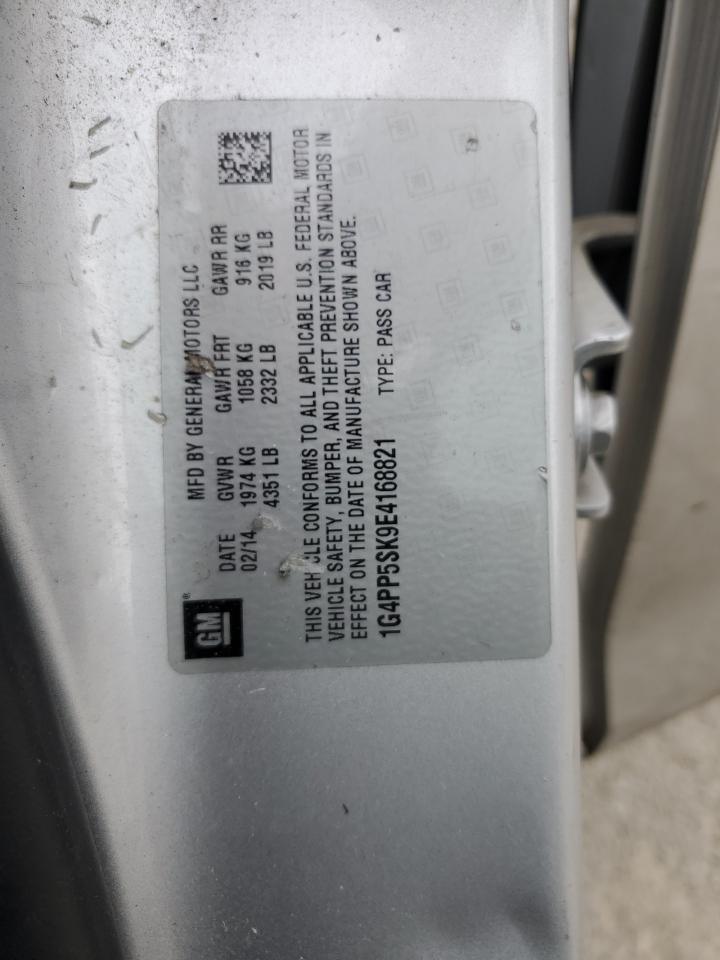 GM®
MFD BY GENERAL MOTORS LLC
DATE GVWR GAWR FRT GAWR RR
02/14 1974 KG 1058 KG 916 KG
4351 LB 2332 LB 2019 LB
THIS VEHICLE CONFORMS TO ALL APPLICABLE U.S. FEDERAL MOTOR
VEHICLE SAFETY, BUMPER, AND THEFT PREVENTION STANDARDS IN
EFFECT ON THE DATE OF MANUFACTURE SHOWN ABOVE.
1G4PP5SK9E4168821 TYPE: PASS CAR